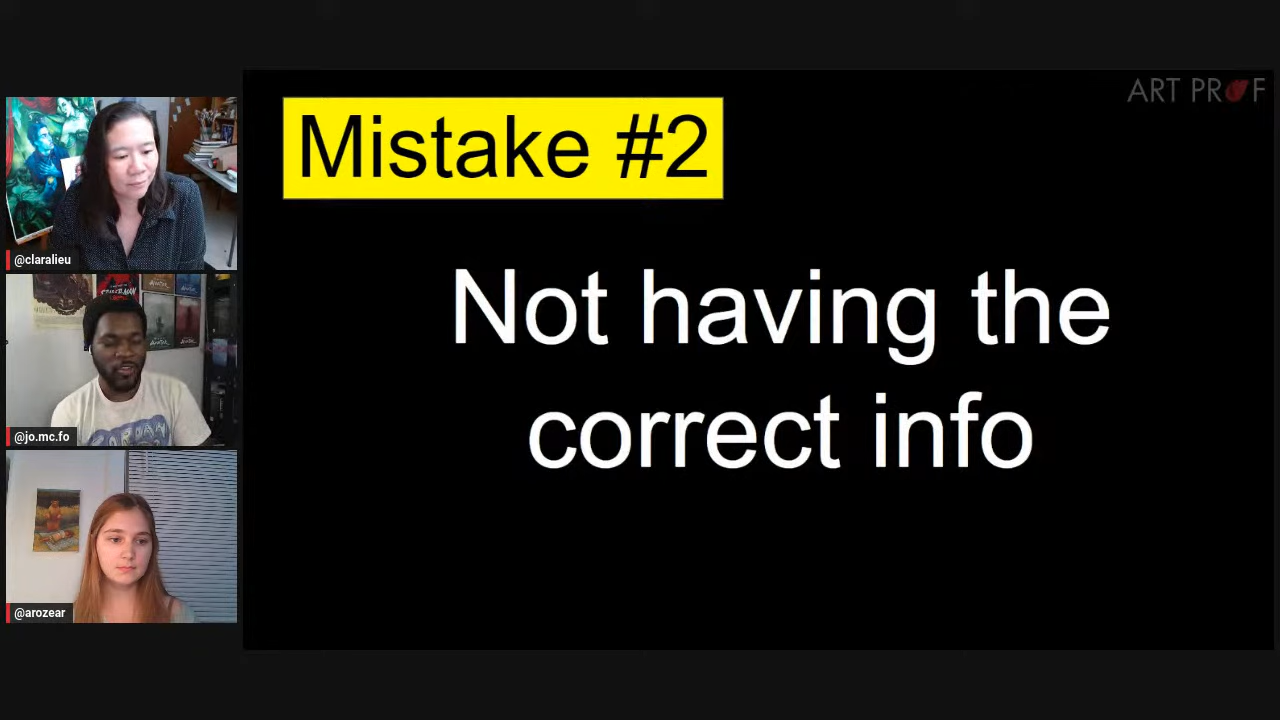 ART PROF
Mistake #2
Not having the
correct info
@claralieu
@jo.mc.fo
@arozear